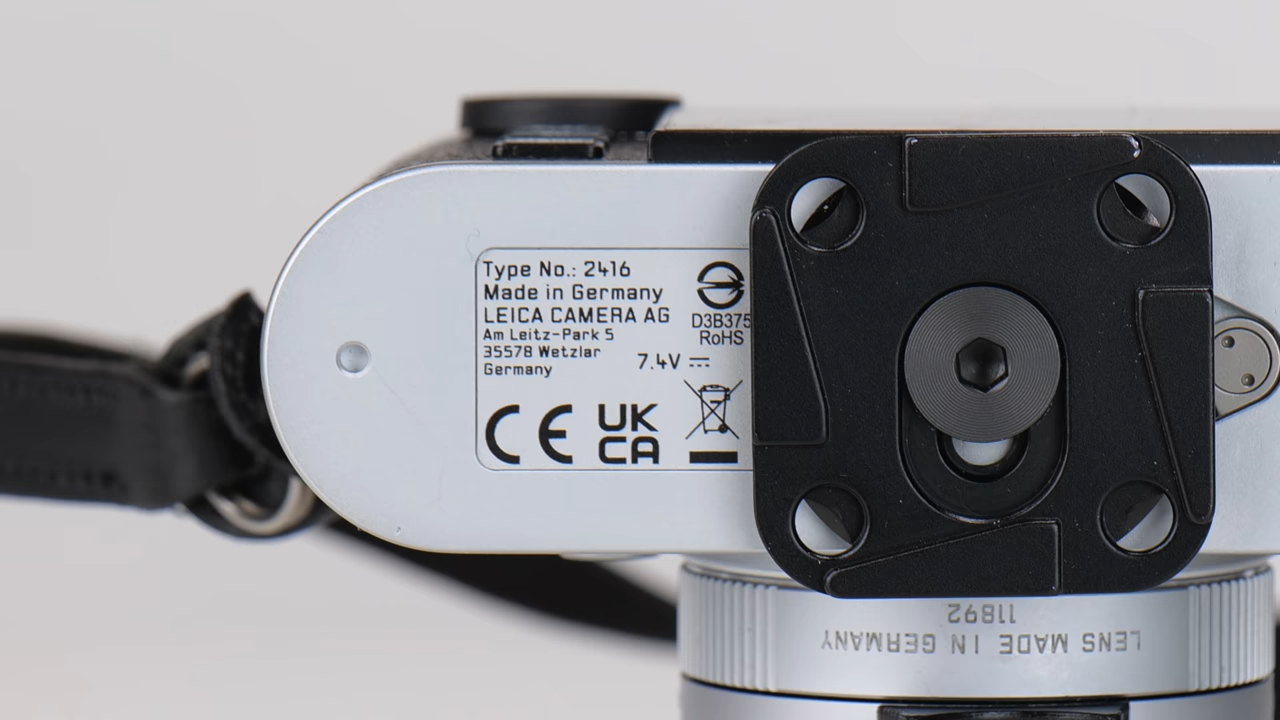 Type No.: 2416
Made in Germany
LEICA CAMERA AG
Am Leitz-Park 5
35578 Wetzlar
Germany
D3B375
RoHS
7.4V
CE
UK
CA
11892
LENS MADE IN GERMANY